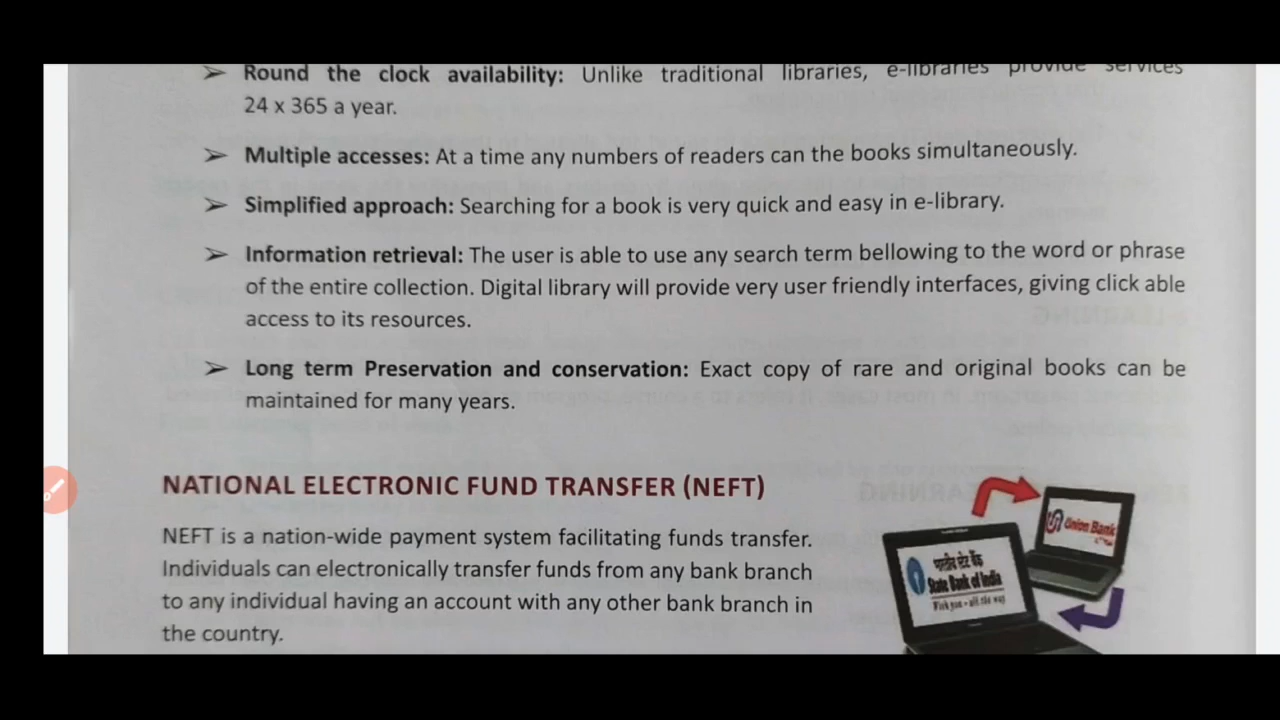 ➢ Round the clock availability: Unlike traditional libraries, e-libraries provide services
24 x 365 a year.
➢ Multiple accesses: At a time any numbers of readers can the books simultaneously.
➢ Simplified approach: Searching for a book is very quick and easy in e-library.
➢ Information retrieval: The user is able to use any search term bellowing to the word or phrase
of the entire collection. Digital library will provide very user friendly interfaces, giving click able
access to its resources.
➢ Long term Preservation and conservation: Exact copy of rare and original books can be
maintained for many years.
NATIONAL ELECTRONIC FUND TRANSFER (NEFT)
NEFT is a nation-wide payment system facilitating funds transfer.
Individuals can electronically transfer funds from any bank branch
to any individual having an account with any other bank branch in
the country.
Union Bank
भारतीय स्टेट बैंक
State Bank of India